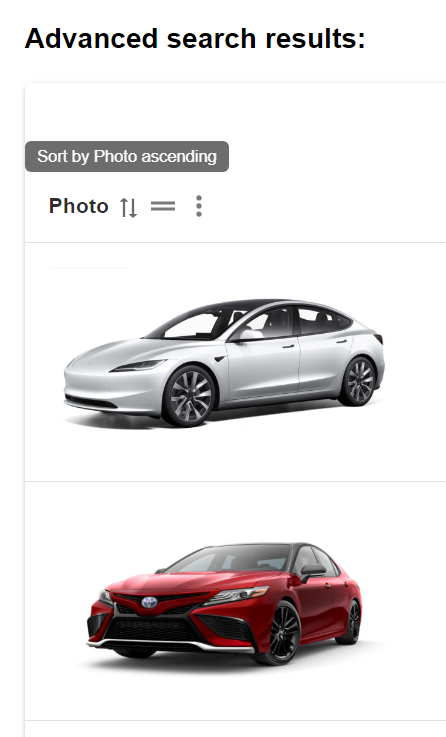 Advanced search results:
Sort by Photo ascending
Photo